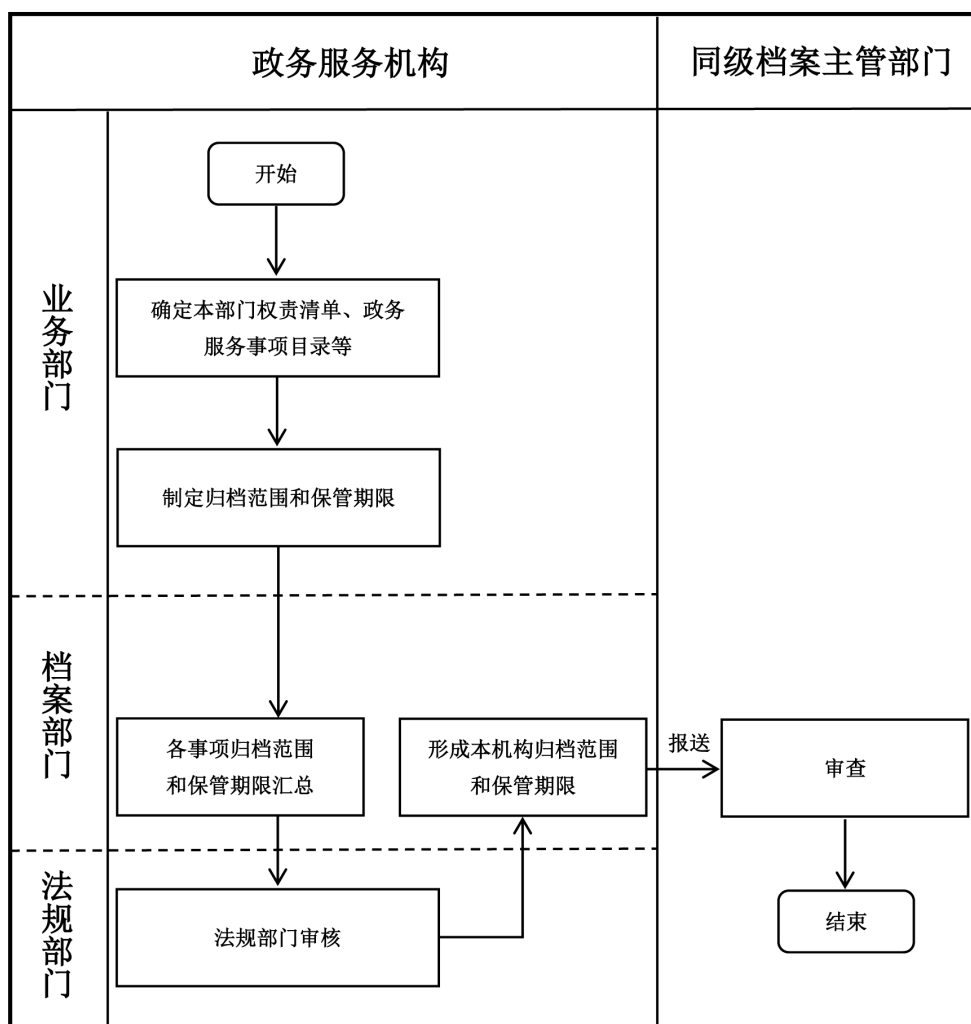 政务服务机构
同级档案主管部门
业务部门
开始
确定本部门权责清单、政务
服务事项目录等
制定归档范围和保管期限
档案部门
各事项归档范围
和保管期限汇总
形成本机构归档范围
和保管期限
报送
审查
法规部门
法规部门审核
结束